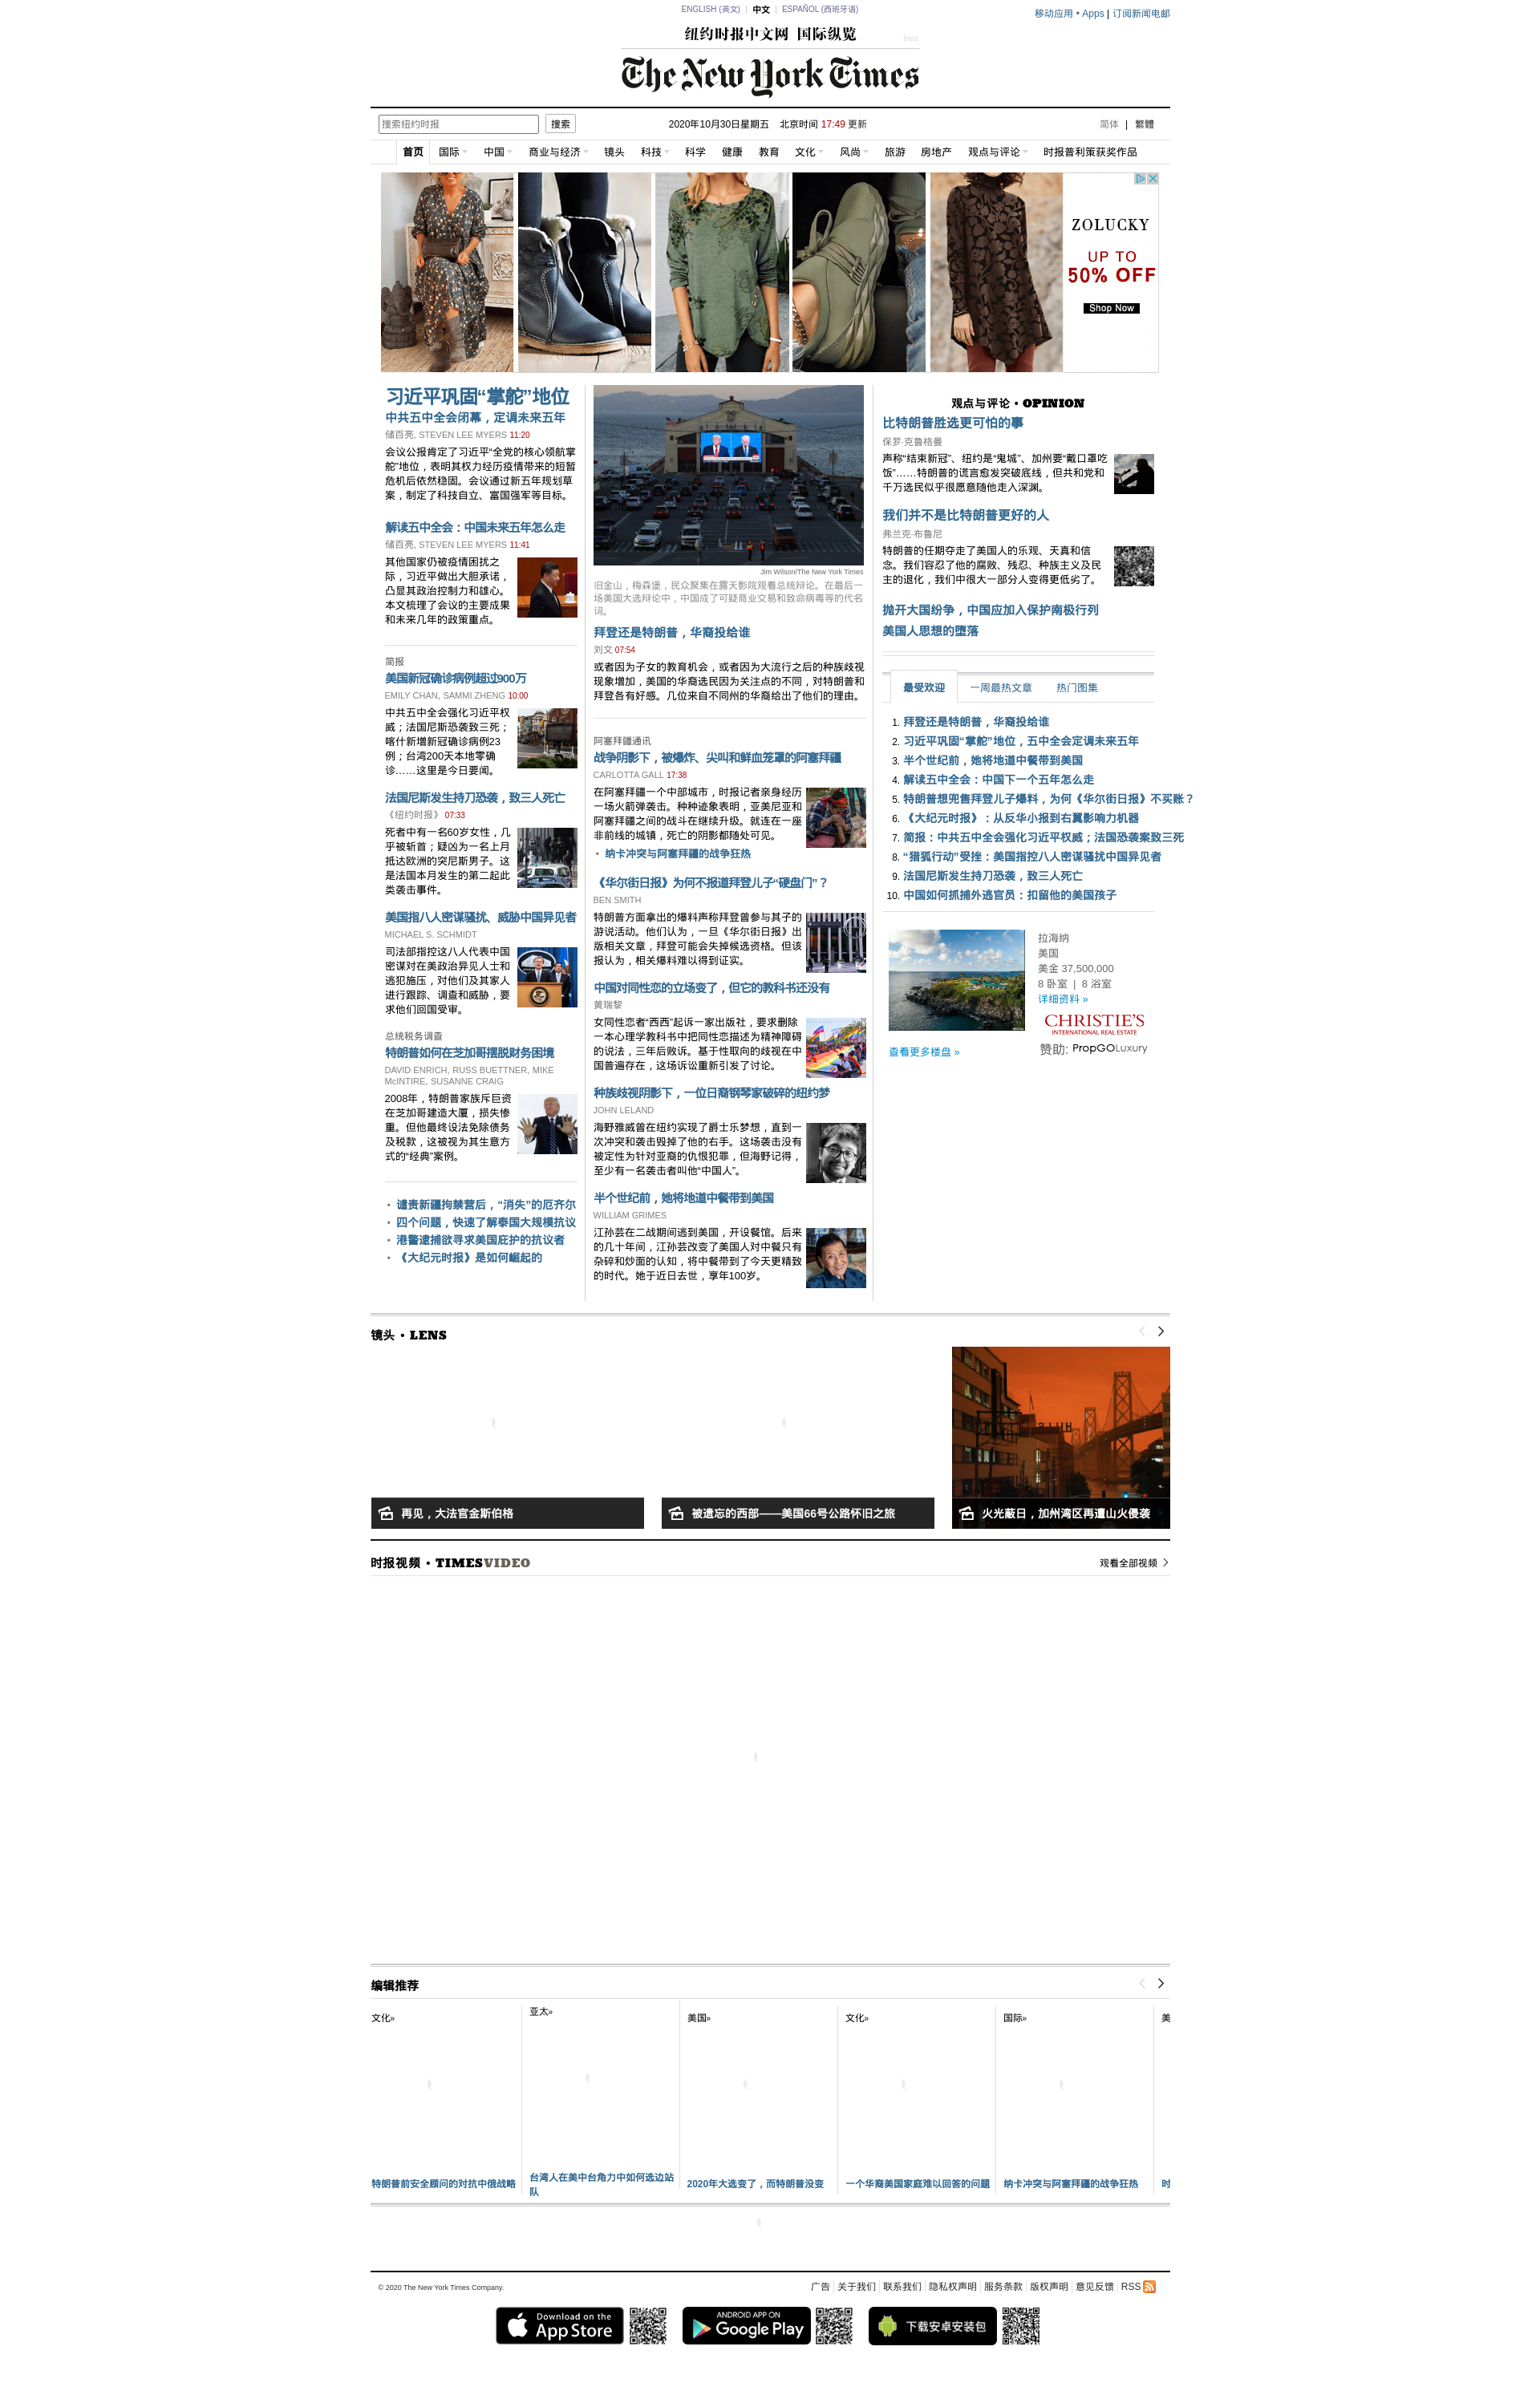 ENGLISH (英文) | 中文 | ESPAÑOL (西班牙语)
移动应用 • Apps | 订阅新闻电邮
纽约时报中文网 国际纵览
Beta
The New York Times
搜索纽约时报 搜索
2020年10月30日星期五 北京时间 17:49 更新
简体 | 繁體
首页 国际 中国 商业与经济 镜头 科技 科学 健康 教育 文化 风尚 旅游 房地产 观点与评论 时报普利策获奖作品
ZOLUCKY
UP TO
50% OFF
Shop Now
习近平巩固“掌舵”地位
中共五中全会闭幕，定调未来五年
储百亮, STEVEN LEE MYERS 11:20
会议公报肯定了习近平“全党的核心领航掌
舵”地位，表明其权力经历疫情带来的短暂
危机后依然稳固。会议通过新五年规划草
案，制定了科技自立、富国强军等目标。
解读五中全会：中国未来五年怎么走
储百亮, STEVEN LEE MYERS 11:41
其他国家仍被疫情困扰之
际，习近平做出大胆承诺，
凸显其政治控制力和雄心。
本文梳理了会议的主要成果
和未来几年的政策重点。
简报
美国新冠确诊病例超过900万
EMILY CHAN, SAMMI ZHENG 10:00
中共五中全会强化习近平权
威；法国尼斯恐袭致三死；
喀什新增新冠确诊病例23
例；台湾200天本地零确
诊……这里是今日要闻。
法国尼斯发生持刀恐袭，致三人死亡
《纽约时报》 07:33
死者中有一名60岁女性，几
乎被斩首；疑凶为一名上月
抵达欧洲的突尼斯男子。这
是法国本月发生的第二起此
类袭击事件。
美国指八人密谋骚扰、威胁中国异见者
MICHAEL S. SCHMIDT
司法部指控这八人代表中国
密谋对在美政治异见人士和
逃犯施压，对他们及其家人
进行跟踪、调查和威胁，要
求他们回国受审。
总统税务调查
特朗普如何在芝加哥摆脱财务困境
DAVID ENRICH, RUSS BUETTNER, MIKE
McINTIRE, SUSANNE CRAIG
2008年，特朗普家族斥巨资
在芝加哥建造大厦，损失惨
重。但他最终设法免除债务
及税款，这被视为其生意方
式的“经典”案例。
• 谴责新疆拘禁营后，“消失”的厄齐尔
• 四个问题，快速了解泰国大规模抗议
• 港警逮捕欲寻求美国庇护的抗议者
• 《大纪元时报》是如何崛起的
Jim Wilson/The New York Times
旧金山，梅森堡，民众聚集在露天影院观看总统辩论。在最后一
场美国大选辩论中，中国成了可疑商业交易和致命病毒等的代名
词。
拜登还是特朗普，华裔投给谁
刘文 07:54
或者因为子女的教育机会，或者因为大流行之后的种族歧视
现象增加，美国的华裔选民因为关注点的不同，对特朗普和
拜登各有好感。几位来自不同州的华裔给出了他们的理由。
阿塞拜疆通讯
战争阴影下，被爆炸、尖叫和鲜血笼罩的阿塞拜疆
CARLOTTA GALL 17:38
在阿塞拜疆一个中部城市，时报记者亲身经历
一场火箭弹袭击。种种迹象表明，亚美尼亚和
阿塞拜疆之间的战斗在继续升级。就连在一座
非前线的城镇，死亡的阴影都随处可见。
• 纳卡冲突与阿塞拜疆的战争狂热
《华尔街日报》为何不报道拜登儿子“硬盘门”？
BEN SMITH
特朗普方面拿出的爆料声称拜登曾参与其子的
游说活动。他们认为，一旦《华尔街日报》出
版相关文章，拜登可能会失掉候选资格。但该
报认为，相关爆料难以得到证实。
中国对同性恋的立场变了，但它的教科书还没有
黄瑞黎
女同性恋者“西西”起诉一家出版社，要求删除
一本心理学教科书中把同性恋描述为精神障碍
的说法，三年后败诉。基于性取向的歧视在中
国普遍存在，这场诉讼重新引发了讨论。
种族歧视阴影下，一位日裔钢琴家破碎的纽约梦
JOHN LELAND
海野雅威曾在纽约实现了爵士乐梦想，直到一
次冲突和袭击毁掉了他的右手。这场袭击没有
被定性为针对亚裔的仇恨犯罪，但海野记得，
至少有一名袭击者叫他“中国人”。
半个世纪前，她将地道中餐带到美国
WILLIAM GRIMES
江孙芸在二战期间逃到美国，开设餐馆。后来
的几十年间，江孙芸改变了美国人对中餐只有
杂碎和炒面的认知，将中餐带到了今天更精致
的时代。她于近日去世，享年100岁。
观点与评论 • OPINION
比特朗普胜选更可怕的事
保罗·克鲁格曼
声称“结束新冠”、纽约是“鬼城”、加州要“戴口罩吃
饭”……特朗普的谎言愈发突破底线，但共和党和
千万选民似乎很愿意随他走入深渊。
我们并不是比特朗普更好的人
弗兰克·布鲁尼
特朗普的任期夺走了美国人的乐观、天真和信
念。我们容忍了他的腐败、残忍、种族主义及民
主的退化，我们中很大一部分人变得更低劣了。
抛开大国纷争，中国应加入保护南极行列
美国人思想的堕落
最受欢迎 一周最热文章 热门图集
1. 拜登还是特朗普，华裔投给谁
2. 习近平巩固“掌舵”地位，五中全会定调未来五年
3. 半个世纪前，她将地道中餐带到美国
4. 解读五中全会：中国下一个五年怎么走
5. 特朗普想兜售拜登儿子爆料，为何《华尔街日报》不买账？
6. 《大纪元时报》：从反华小报到右翼影响力机器
7. 简报：中共五中全会强化习近平权威；法国恐袭案致三死
8. “猎狐行动”受挫：美国指控八人密谋骚扰中国异见者
9. 法国尼斯发生持刀恐袭，致三人死亡
10. 中国如何抓捕外逃官员：扣留他的美国孩子
拉海纳
美国
美金 37,500,000
8 卧室 | 8 浴室
详细资料 »
CHRISTIE'S
INTERNATIONAL REAL ESTATE
查看更多楼盘 »
赞助: PropGOLuxury
镜头 • LENS
再见，大法官金斯伯格
被遗忘的西部——美国66号公路怀旧之旅
火光蔽日，加州湾区再遭山火侵袭
时报视频 • TIMESVIDEO
观看全部视频
编辑推荐
文化»
特朗普前安全顾问的对抗中俄战略
亚太»
台湾人在美中台角力中如何选边站
队
美国»
2020年大选变了，而特朗普没变
文化»
一个华裔美国家庭难以回答的问题
国际»
纳卡冲突与阿塞拜疆的战争狂热
美
时
© 2020 The New York Times Company.
广告 | 关于我们 | 联系我们 | 隐私权声明 | 服务条款 | 版权声明 | 意见反馈 | RSS
Download on the
App Store
ANDROID APP ON
Google Play
下载安卓安装包